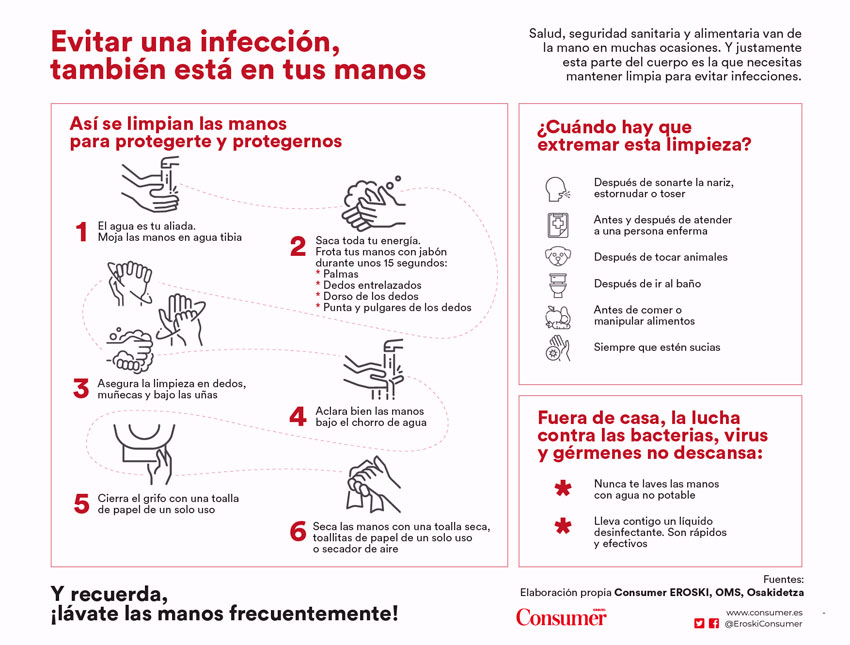 Evitar una infección,
también está en tus manos
Salud, seguridad sanitaria y alimentaria van de
la mano en muchas ocasiones. Y justamente
esta parte del cuerpo es la que necesitas
mantener limpia para evitar infecciones.
Así se limpian las manos
para protegerte y protegernos
1 El agua es tu aliada.
Moja las manos en agua tibia
2 Saca toda tu energía.
Frota tus manos con jabón
durante unos 15 segundos:
* Palmas
* Dedos entrelazados
* Dorso de los dedos
* Punta y pulgares de los dedos
3 Asegura la limpieza en dedos,
muñecas y bajo las uñas
4 Aclara bien las manos
bajo el chorro de agua
5 Cierra el grifo con una toalla
de papel de un solo uso
6 Seca las manos con una toalla seca,
toallitas de papel de un solo uso
o secador de aire
¿Cuándo hay que
extremar esta limpieza?
Después de sonarte la nariz,
estornudar o toser
Antes y después de atender
a una persona enferma
Después de tocar animales
Después de ir al baño
Antes de comer o
manipular alimentos
Siempre que estén sucias
Fuera de casa, la lucha
contra las bacterias, virus
y gérmenes no descansa:
* Nunca te laves las manos
con agua no potable
* Lleva contigo un líquido
desinfectante. Son rápidos
y efectivos
Y recuerda,
¡lávate las manos frecuentemente!
Fuentes:
Elaboración propia Consumer EROSKI, OMS, Osakidetza
EROSKI
Consumer
www.consumer.es
@EroskiConsumer